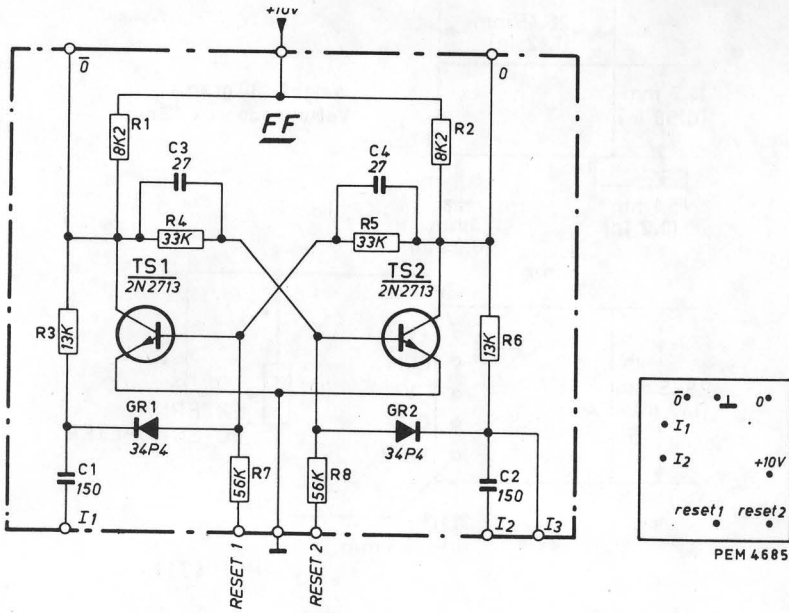 +10V
0̅
0
FF
R1
8K2
R2
8K2
C3
27
C4
27
R4
33K
R5
33K
TS1
2N2713
TS2
2N2713
R3
13K
R6
13K
GR1
34P4
GR2
34P4
C1
150
R7
56K
R8
56K
C2
150
I1
I2
I3
RESET 1
RESET 2
0̅
0
I1
I2
+10V
reset1 reset2
PEM 4685